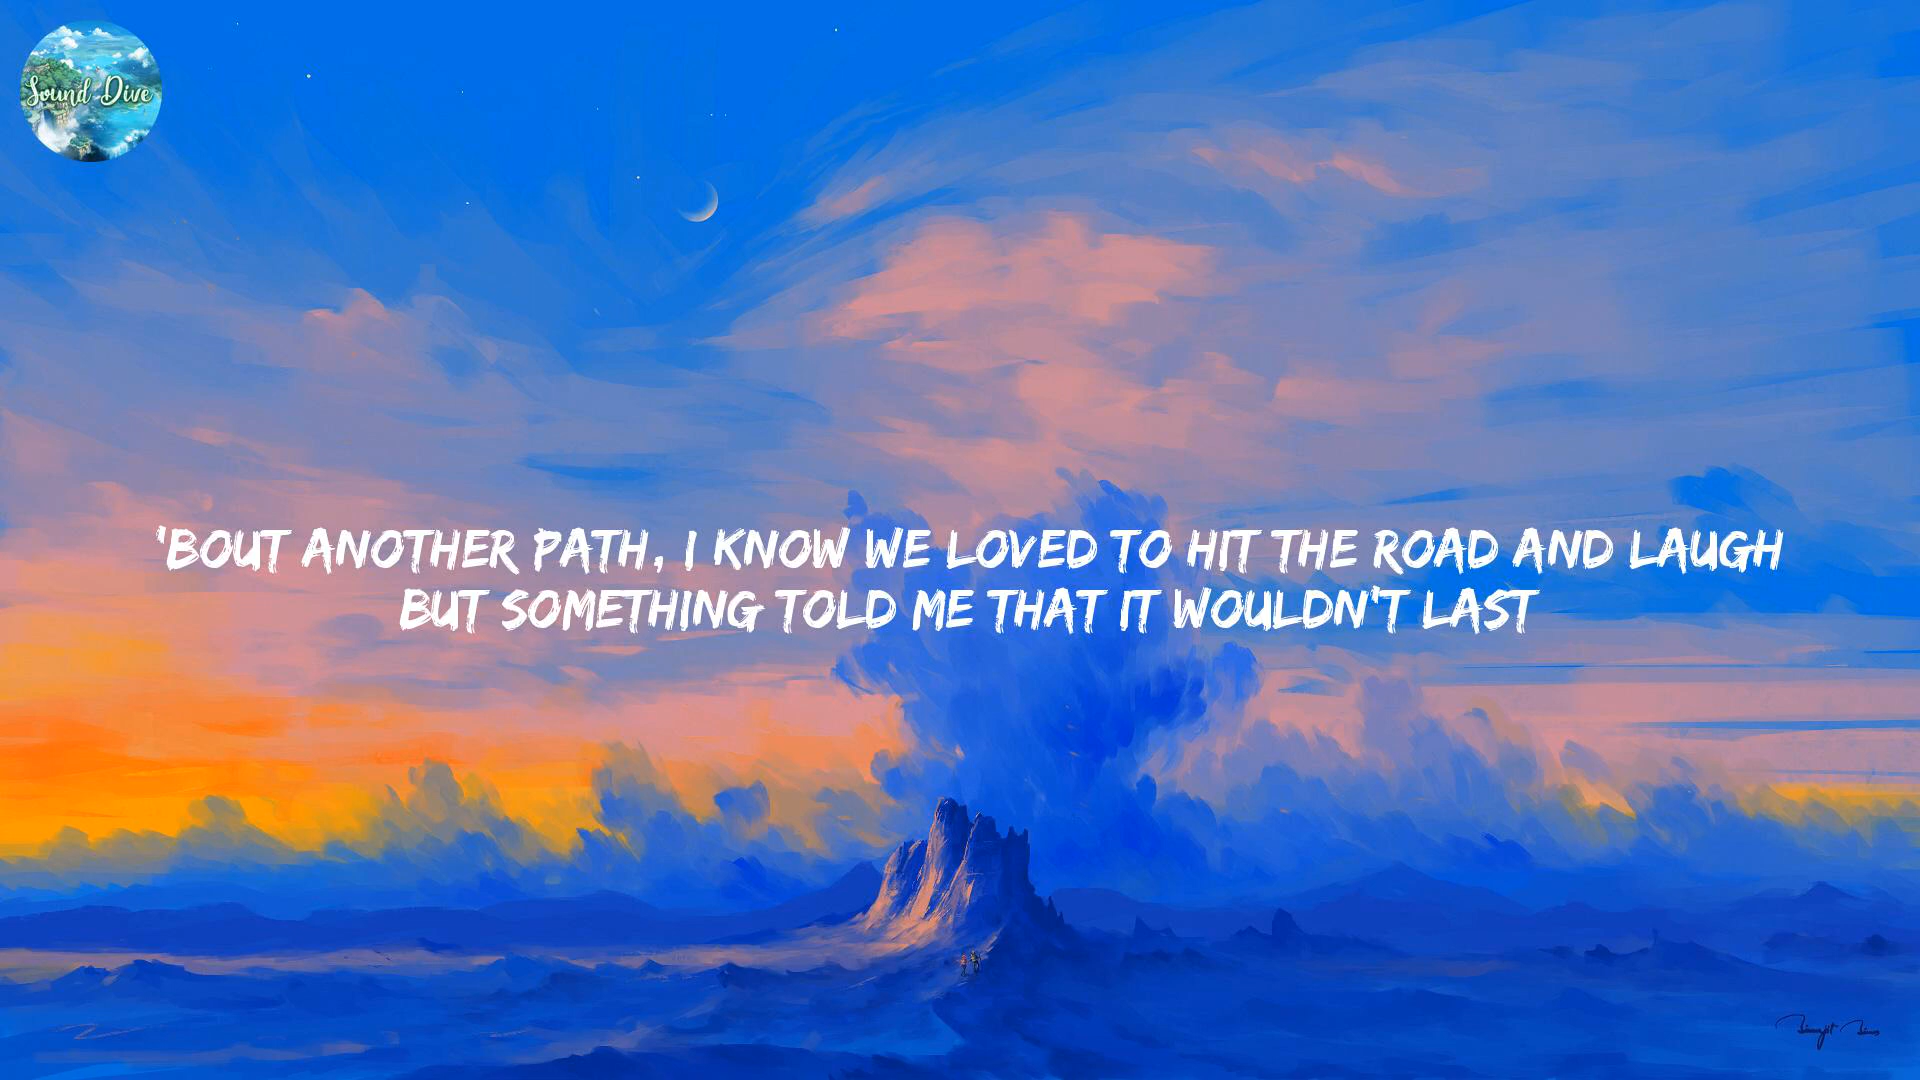 Sound Dive
'BOUT ANOTHER PATH, I KNOW WE LOVED TO HIT THE ROAD AND LAUGH
BUT SOMETHING TOLD ME THAT IT WOULDN'T LAST